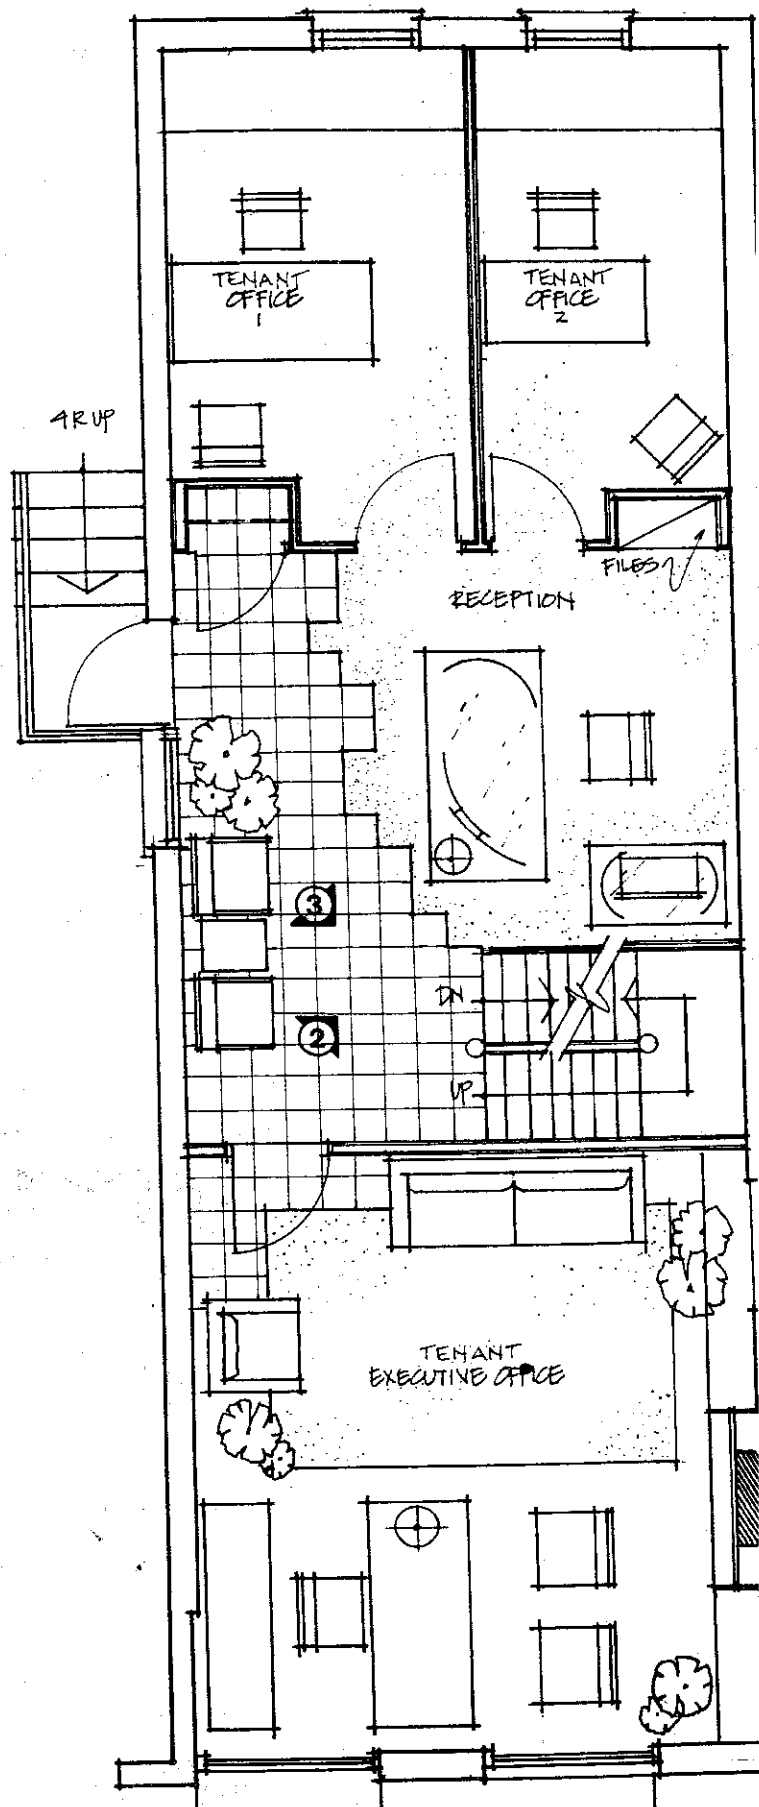 TENANT
OFFICE
1
TENANT
OFFICE
2
4R UP
FILES
RECEPTION
3
DN
2
UP
TENANT
EXECUTIVE OFFICE